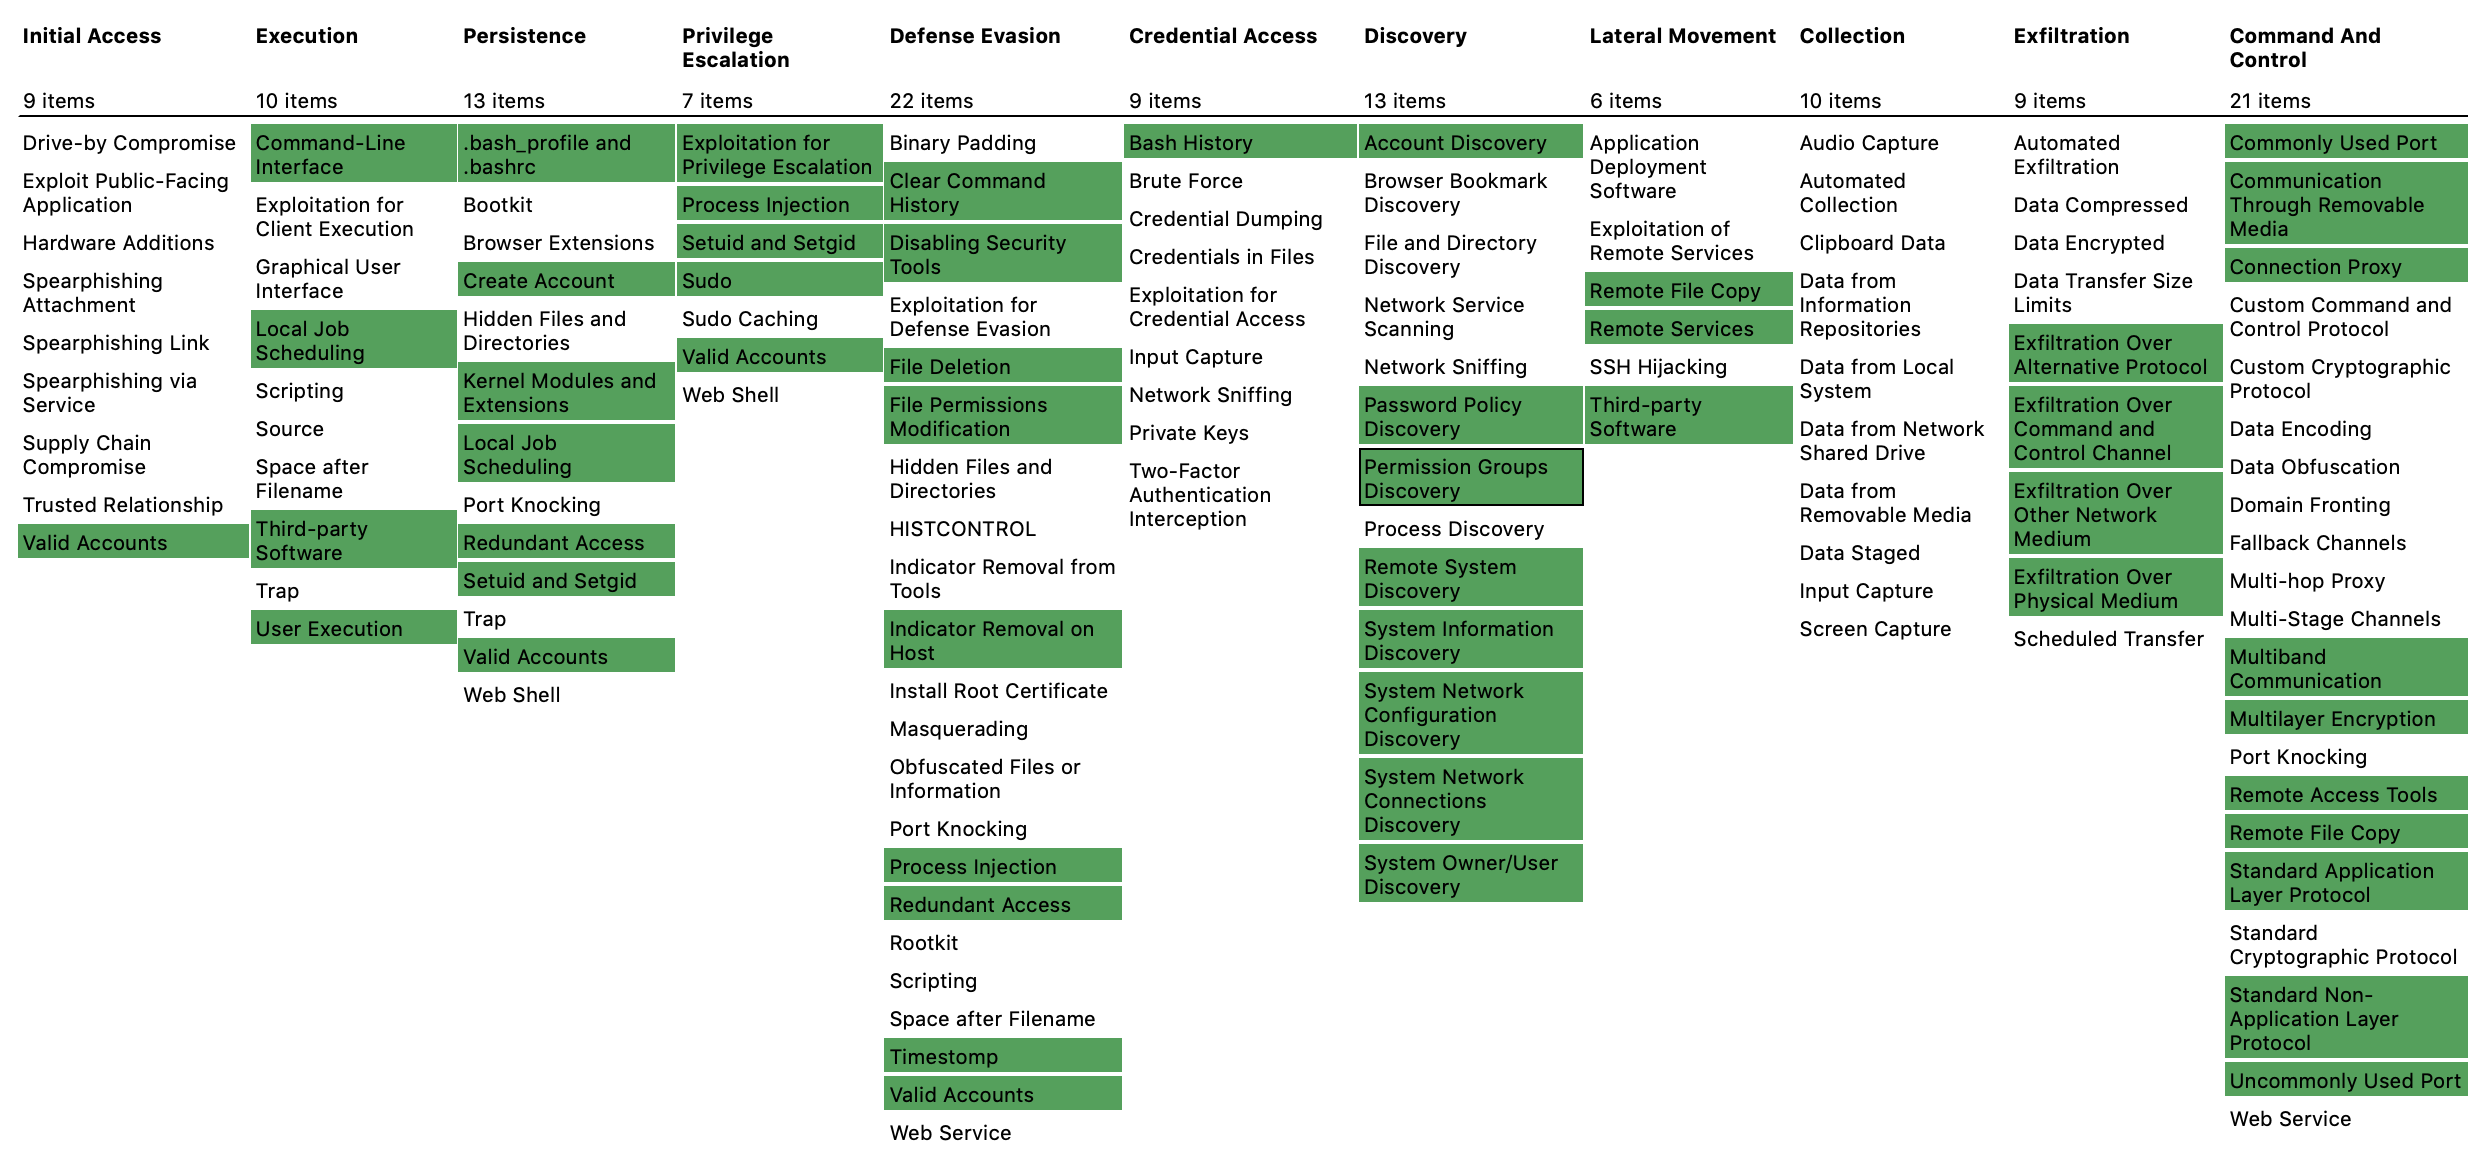 Initial Access
9 items
Drive-by Compromise
Exploit Public-Facing
Application
Hardware Additions
Spearphishing
Attachment
Spearphishing Link
Spearphishing via
Service
Supply Chain
Compromise
Trusted Relationship
Valid Accounts
Execution
10 items
Command-Line
Interface
Exploitation for
Client Execution
Graphical User
Interface
Local Job
Scheduling
Scripting
Source
Space after
Filename
Third-party
Software
Trap
User Execution
Persistence
13 items
.bash_profile and
.bashrc
Bootkit
Browser Extensions
Create Account
Hidden Files and
Directories
Kernel Modules and
Extensions
Local Job
Scheduling
Port Knocking
Redundant Access
Setuid and Setgid
Trap
Valid Accounts
Web Shell
Privilege
Escalation
7 items
Exploitation for
Privilege Escalation
Process Injection
Setuid and Setgid
Sudo
Sudo Caching
Valid Accounts
Web Shell
Defense Evasion
22 items
Binary Padding
Clear Command
History
Disabling Security
Tools
Exploitation for
Defense Evasion
File Deletion
File Permissions
Modification
Hidden Files and
Directories
HISTCONTROL
Indicator Removal from
Tools
Indicator Removal on
Host
Install Root Certificate
Masquerading
Obfuscated Files or
Information
Port Knocking
Process Injection
Redundant Access
Rootkit
Scripting
Space after Filename
Timestomp
Valid Accounts
Web Service
Credential Access
9 items
Bash History
Brute Force
Credential Dumping
Credentials in Files
Exploitation for
Credential Access
Input Capture
Network Sniffing
Private Keys
Two-Factor
Authentication
Interception
Discovery
13 items
Account Discovery
Browser Bookmark
Discovery
File and Directory
Discovery
Network Service
Scanning
Network Sniffing
Password Policy
Discovery
Permission Groups
Discovery
Process Discovery
Remote System
Discovery
System Information
Discovery
System Network
Configuration
Discovery
System Network
Connections
Discovery
System Owner/User
Discovery
Lateral Movement
6 items
Application
Deployment
Software
Exploitation of
Remote Services
Remote File Copy
Remote Services
SSH Hijacking
Third-party
Software
Collection
10 items
Audio Capture
Automated
Collection
Clipboard Data
Data from
Information
Repositories
Data from Local
System
Data from Network
Shared Drive
Data from
Removable Media
Data Staged
Input Capture
Screen Capture
Exfiltration
9 items
Automated
Exfiltration
Data Compressed
Data Encrypted
Data Transfer Size
Limits
Exfiltration Over
Alternative Protocol
Exfiltration Over
Command and
Control Channel
Exfiltration Over
Other Network
Medium
Exfiltration Over
Physical Medium
Scheduled Transfer
Command And
Control
21 items
Commonly Used Port
Communication
Through Removable
Media
Connection Proxy
Custom Command and
Control Protocol
Custom Cryptographic
Protocol
Data Encoding
Data Obfuscation
Domain Fronting
Fallback Channels
Multi-hop Proxy
Multi-Stage Channels
Multiband
Communication
Multilayer Encryption
Port Knocking
Remote Access Tools
Remote File Copy
Standard Application
Layer Protocol
Standard
Cryptographic Protocol
Standard Non-
Application Layer
Protocol
Uncommonly Used Port
Web Service